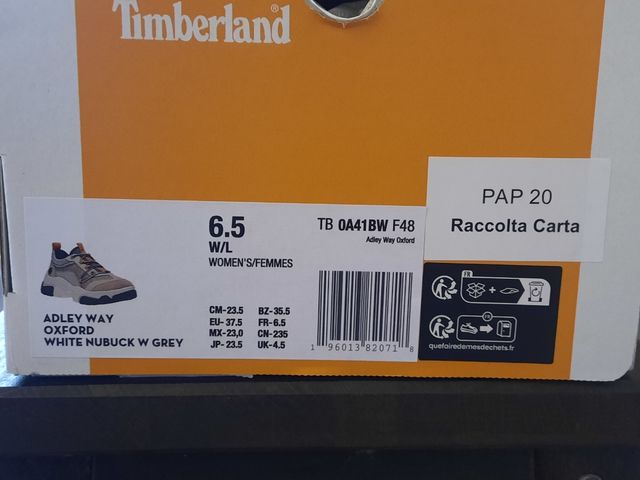 Timberland
PAP 20
Raccolta Carta
6.5
W/L
WOMEN'S/FEMMES
TB 0A41BW F48
Adley Way Oxford
ADLEY WAY
OXFORD
WHITE NUBUCK W GREY
CM-23.5 BZ-35.5
EU-37.5 FR-6.5
MX-23,0 CN-235
JP-23.5 UK-4.5
1 96013 82071 8
FR
+
FR
quefairedemesdechets.fr